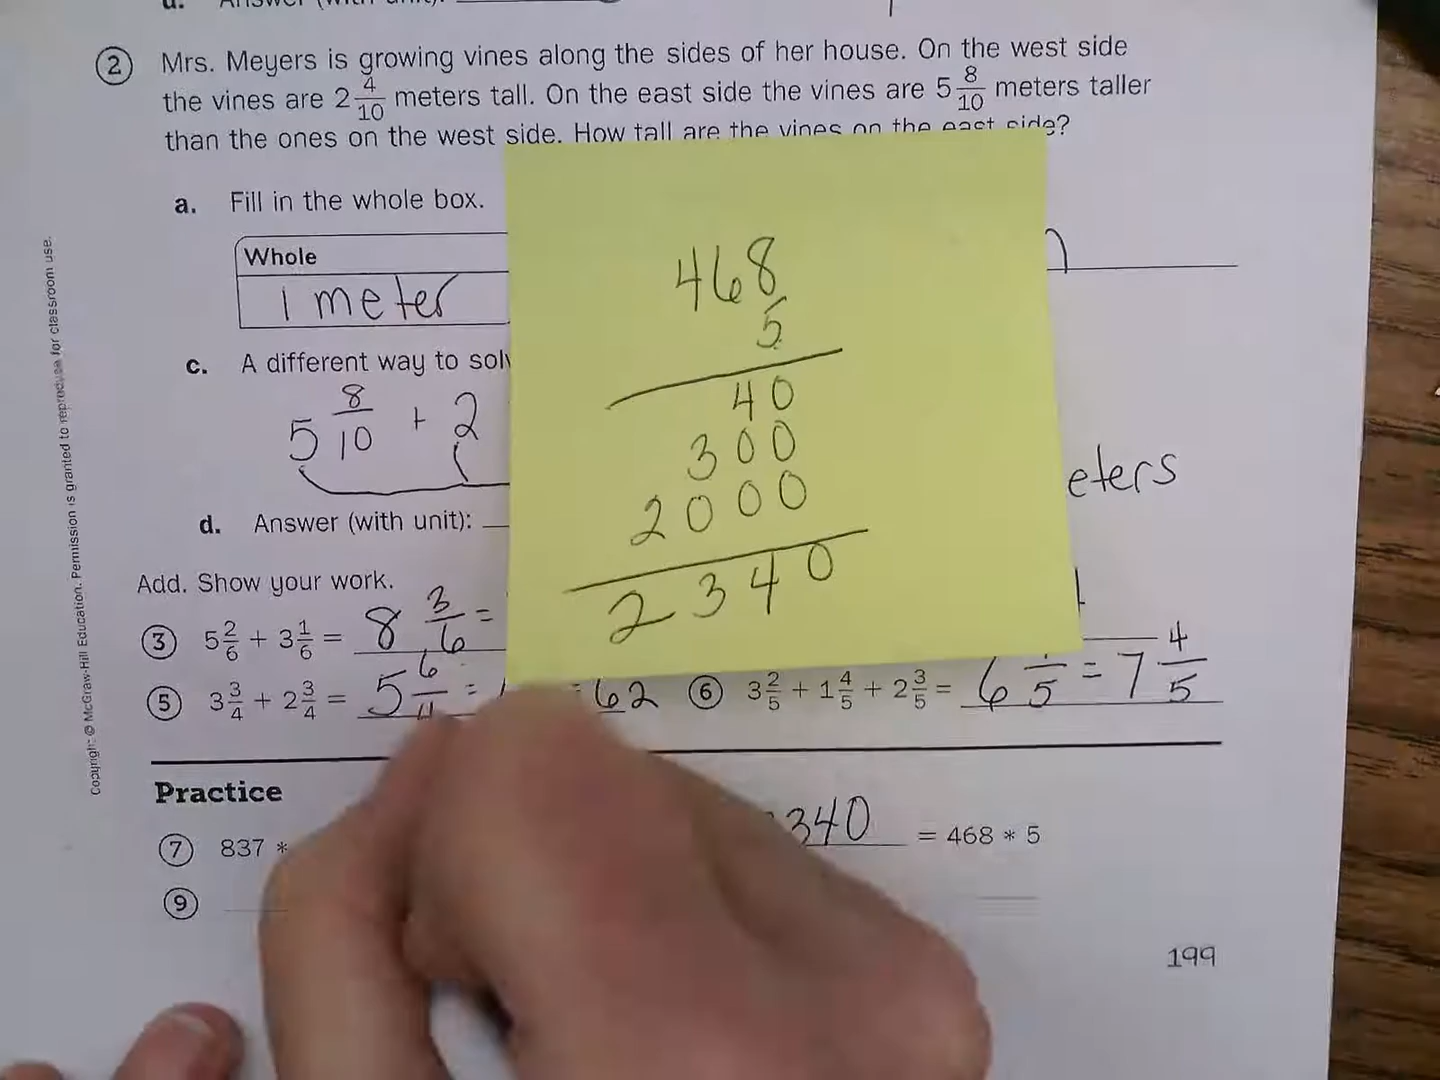 2 Mrs. Meyers is growing vines along the sides of her house. On the west side
the vines are 2 4/10 meters tall. On the east side the vines are 5 8/10 meters taller
than the ones on the west side. How tall are the vines on the east side?
a. Fill in the whole box.
Whole
1 meter
c. A different way to
5 8/10 + 2
eters
d. Answer (with unit):
468
5
40
300
2000
2340
Add. Show your work.
3 5 2/6 + 3 1/6 = 8 3/6 =
5 3 3/4 + 2 3/4 = 5 6/4 =
6 3 2/5 + 1 4/5 + 2 3/5 = 6 /5 = 7 4/5
Practice
7 837 *
340 = 468 * 5
9
199
Copyright © McGraw-Hill Education. Permission is granted to reproduce for classroom use.